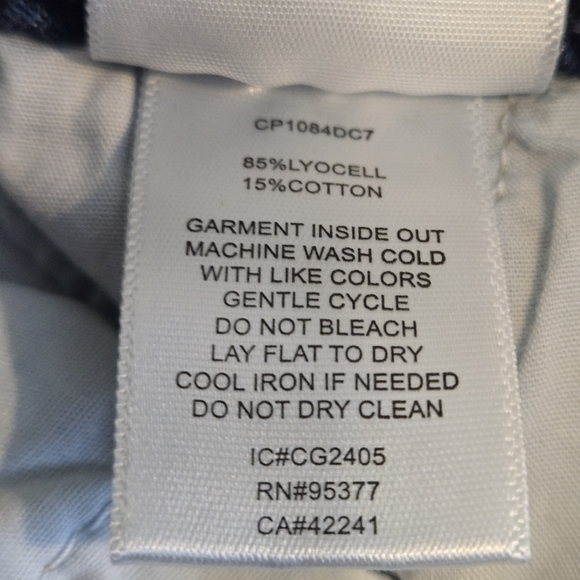 CP1084DC7
85%LYOCELL
15%COTTON
GARMENT INSIDE OUT
MACHINE WASH COLD
WITH LIKE COLORS
GENTLE CYCLE
DO NOT BLEACH
LAY FLAT TO DRY
COOL IRON IF NEEDED
DO NOT DRY CLEAN
IC#CG2405
RN#95377
CA#42241